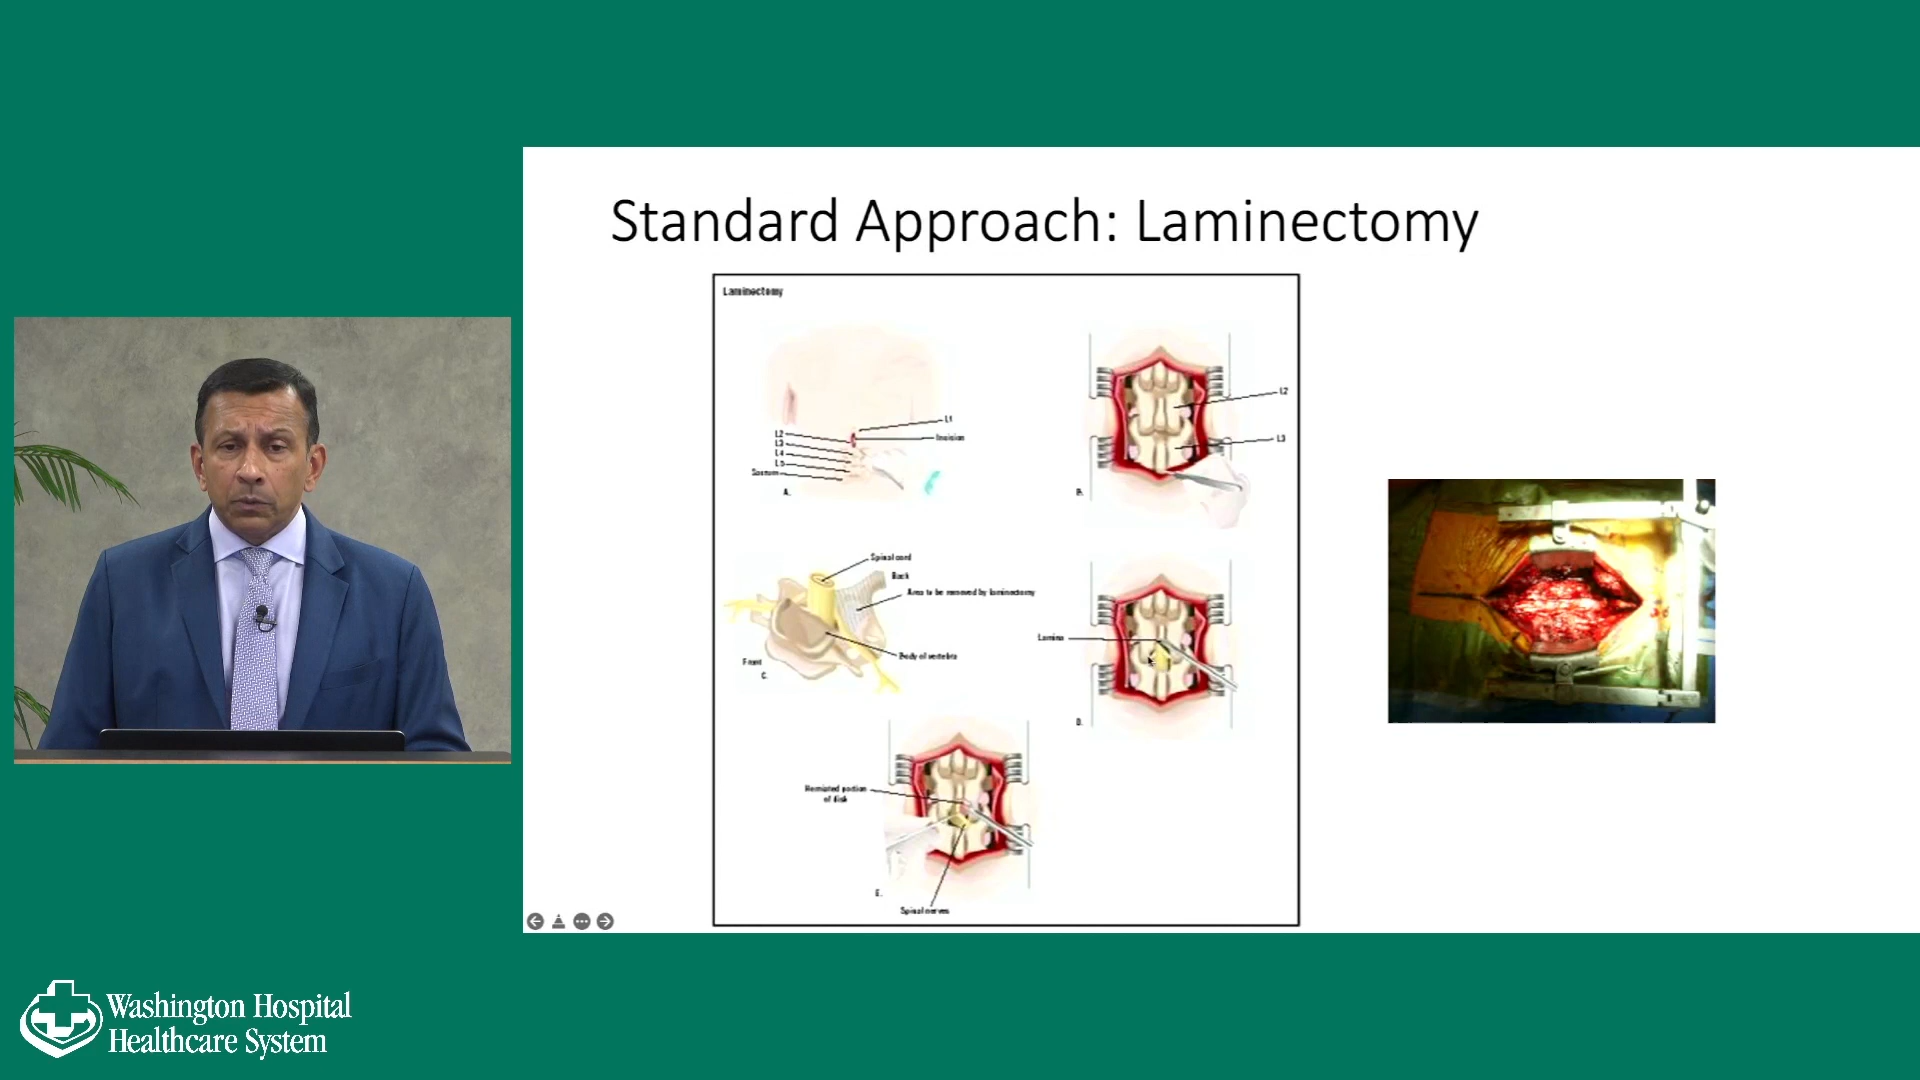 Standard Approach: Laminectomy
Laminectomy
L1
L2
Incision
L3
L4
L5
Sacrum
A.
L2
L3
B.
Spinal cord
Back
Area to be removed by laminectomy
Body of vertebra
Front
C.
Lamina
D.
Herniated portion
of disk
E.
Spinal nerves
Washington Hospital
Healthcare System